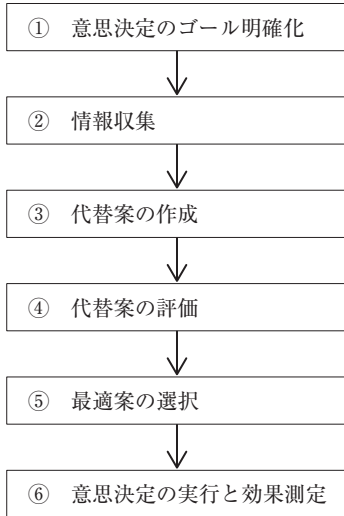 ① 意思決定のゴール明確化
② 情報収集
③ 代替案の作成
④ 代替案の評価
⑤ 最適案の選択
⑥ 意思決定の実行と効果測定